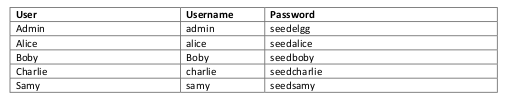 User Username Password
Admin admin seedelgg
Alice alice seedalice
Boby Boby seedboby
Charlie charlie seedcharlie
Samy samy seedsamy